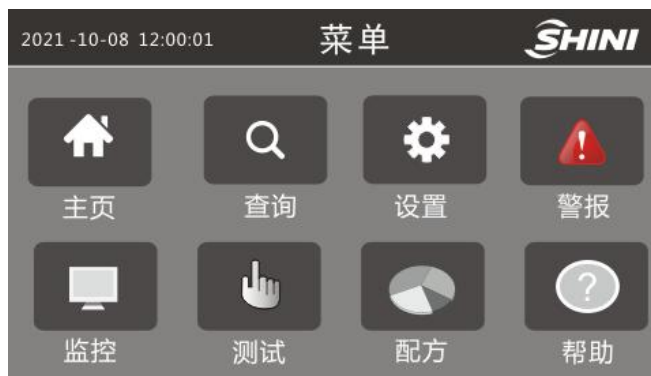 2021-10-08 12:00:01 菜单 SHINI
主页 查询 设置 警报
监控 测试 配方 帮助